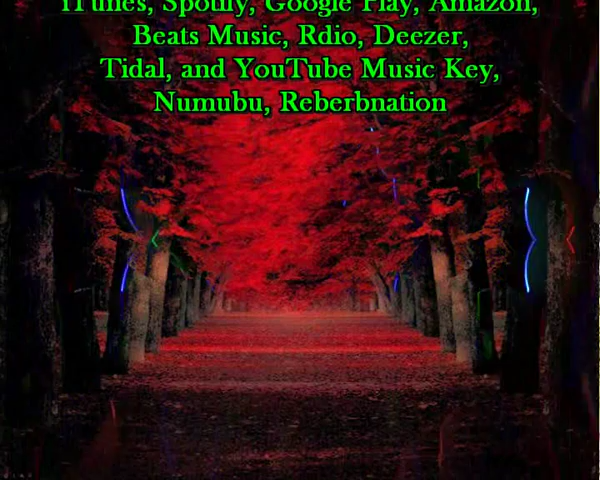 iTunes, Spotify, Google Play, Amazon,
Beats Music, Rdio, Deezer,
Tidal, and YouTube Music Key,
Numubu, Reberbnation